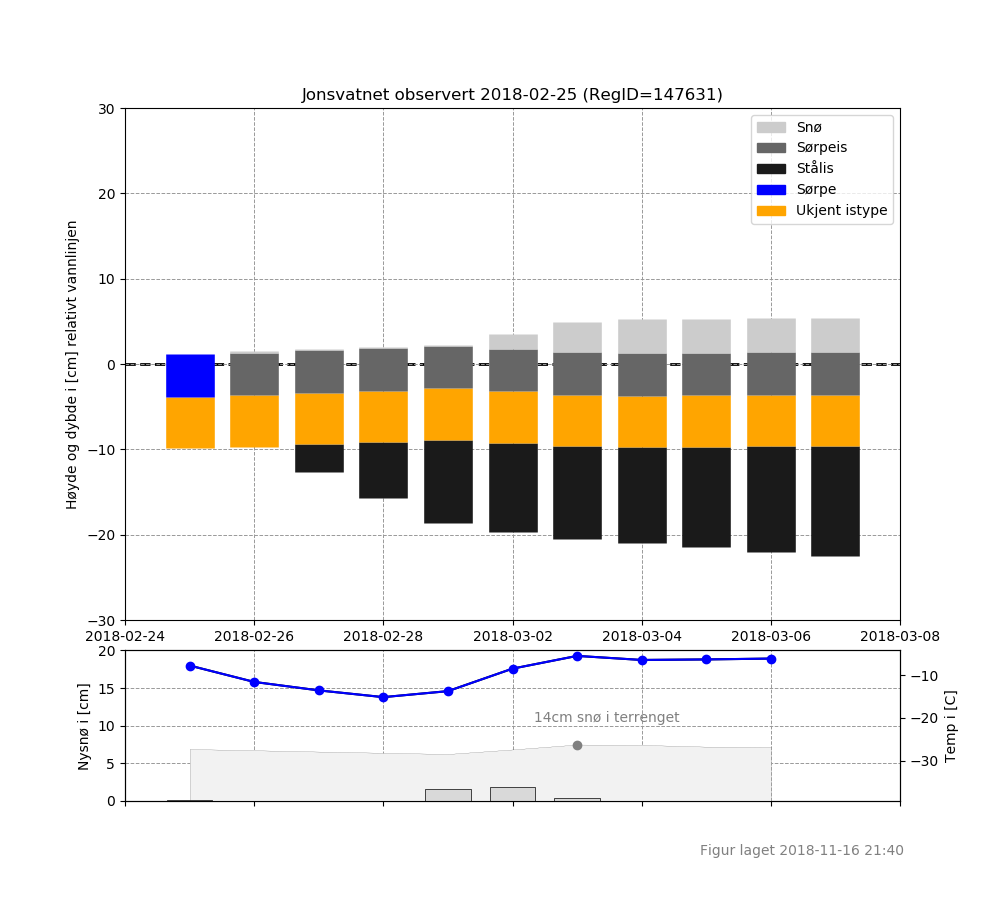 Jonsvatnet observert 2018-02-25 (RegID=147631)
Høyde og dybde i [cm] relativt vannlinjen
30
20
10
0
−10
−20
−30
Snø
Sørpeis
Stålis
Sørpe
Ukjent istype
2018-02-24 2018-02-26 2018-02-28 2018-03-02 2018-03-04 2018-03-06 2018-03-08
Nysnø i [cm]
20
15
10
5
0
14cm snø i terrenget
−10
−20
−30
Temp i [C]
Figur laget 2018-11-16 21:40